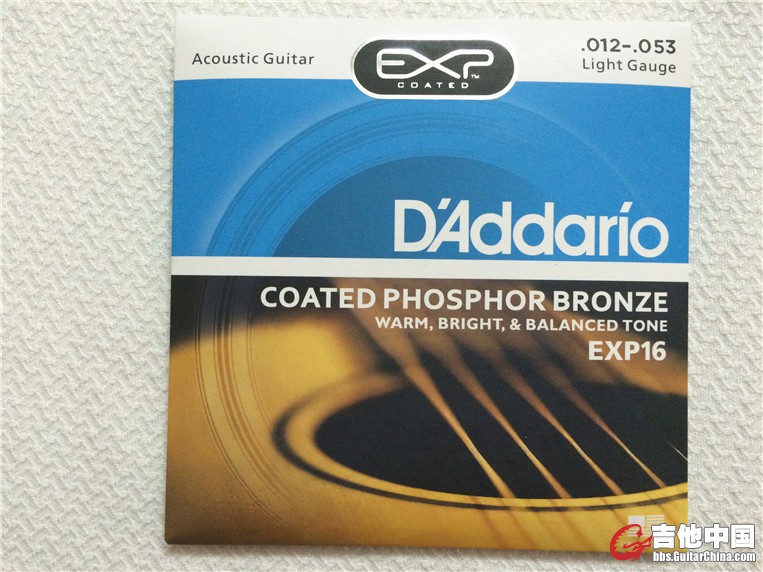 Acoustic Guitar
EXP™
COATED
.012–.053
Light Gauge
D'Addario
COATED PHOSPHOR BRONZE
WARM, BRIGHT, & BALANCED TONE
EXP16
吉他中国
bbs.GuitarChina.com